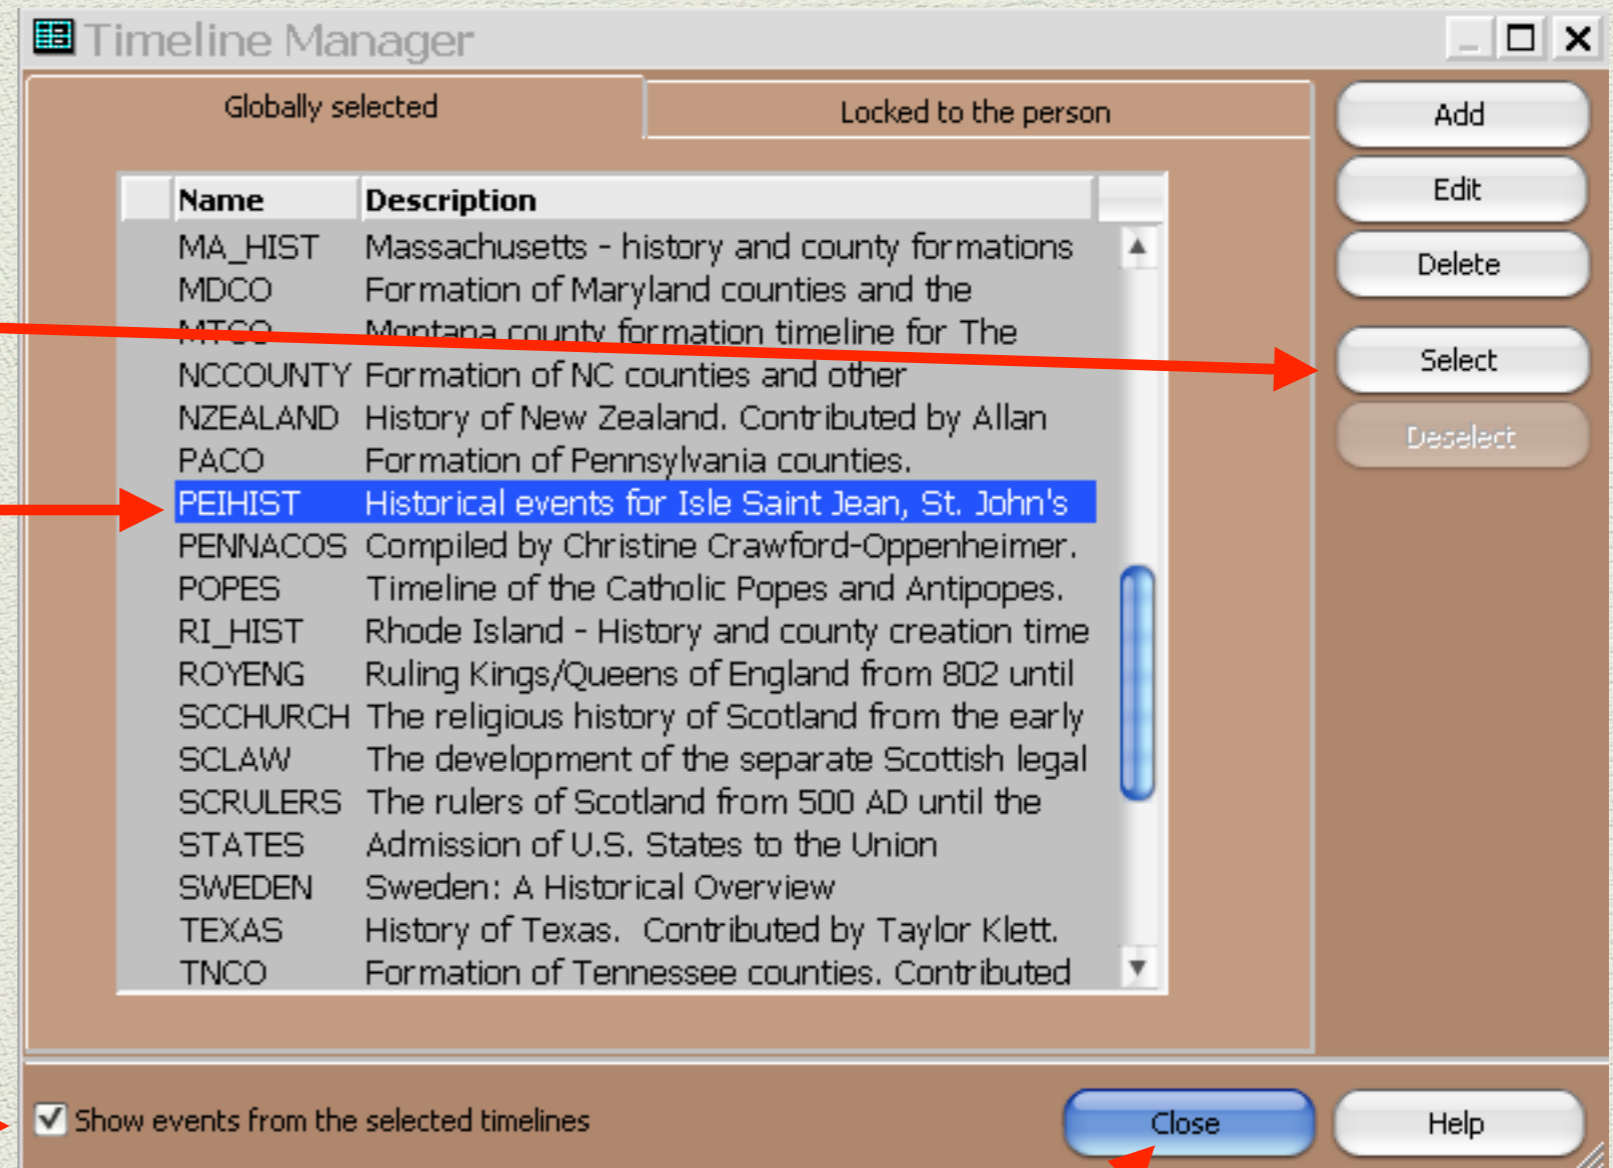 Timeline Manager
Globally selected
Locked to the person
Add
Edit
Delete
Select
Deselect
Name Description
MA_HIST Massachusetts - history and county formations
MDCO Formation of Maryland counties and the
MTCO Montana county formation timeline for The
NCCOUNTY Formation of NC counties and other
NZEALAND History of New Zealand. Contributed by Allan
PACO Formation of Pennsylvania counties.
PEIHIST Historical events for Isle Saint Jean, St. John's
PENNACOS Compiled by Christine Crawford-Oppenheimer.
POPES Timeline of the Catholic Popes and Antipopes.
RI_HIST Rhode Island - History and county creation time
ROYENG Ruling Kings/Queens of England from 802 until
SCCHURCH The religious history of Scotland from the early
SCLAW The development of the separate Scottish legal
SCRULERS The rulers of Scotland from 500 AD until the
STATES Admission of U.S. States to the Union
SWEDEN Sweden: A Historical Overview
TEXAS History of Texas. Contributed by Taylor Klett.
TNCO Formation of Tennessee counties. Contributed
Show events from the selected timelines
Close
Help